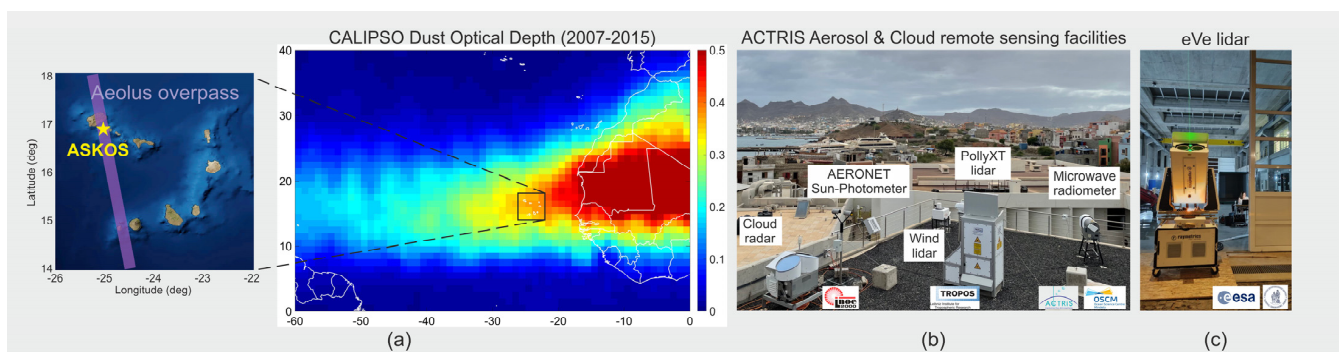 CALIPSO Dust Optical Depth (2007-2015)
ACTRIS Aerosol & Cloud remote sensing facilities
eVe lidar
Aeolus overpass
ASKOS
Latitude (deg)
18
17
16
15
14
-26
-25
-24
-23
-22
Longitude (deg)
40
30
20
10
0
-60
-50
-40
-30
-20
-10
0
0.5
0.4
0.3
0.2
0.1
0
Cloud
radar
AERONET
Sun-Photometer
Wind
lidar
PollyXT
lidar
Microwave
radiometer
TROPOS
ACTRIS
OSCM
esa
(a)
(b)
(c)